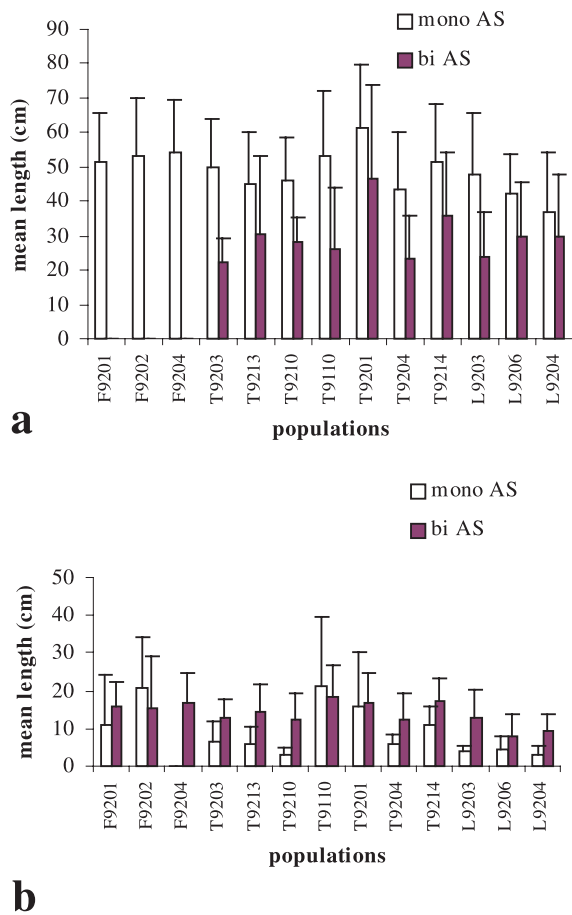 mono AS
bi AS
mean length (cm)
90
80
70
60
50
40
30
20
10
0
F9201
F9202
F9204
T9203
T9213
T9210
T9110
T9201
T9204
T9214
L9203
L9206
L9204
populations
a
mono AS
bi AS
mean length (cm)
50
40
30
20
10
0
F9201
F9202
F9204
T9203
T9213
T9210
T9110
T9201
T9204
T9214
L9203
L9206
L9204
populations
b